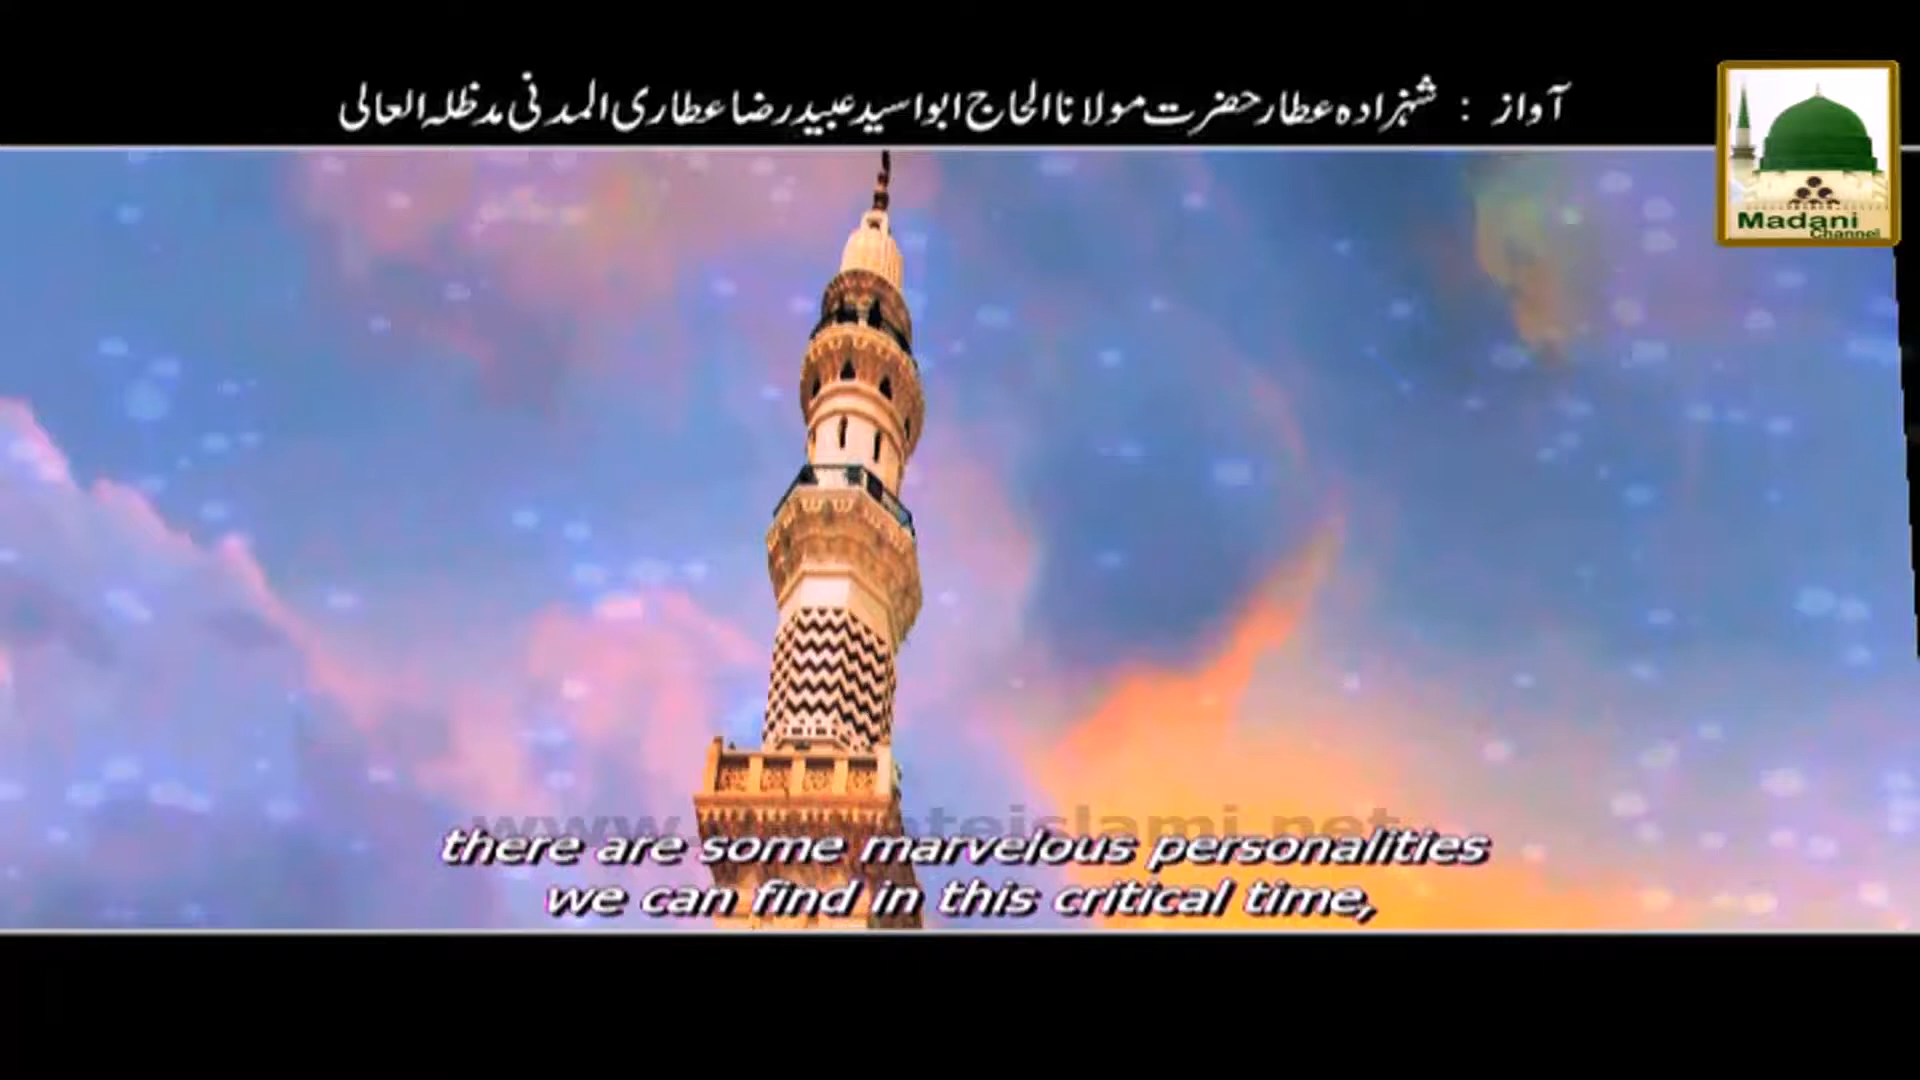 آواز : شہزادہ عطار حضرت مولانا الحاج ابو اسید عبید رضا عطاری المدنی مدظلہ العالی
Madani
Channel
there are some marvelous personalities
we can find in this critical time,